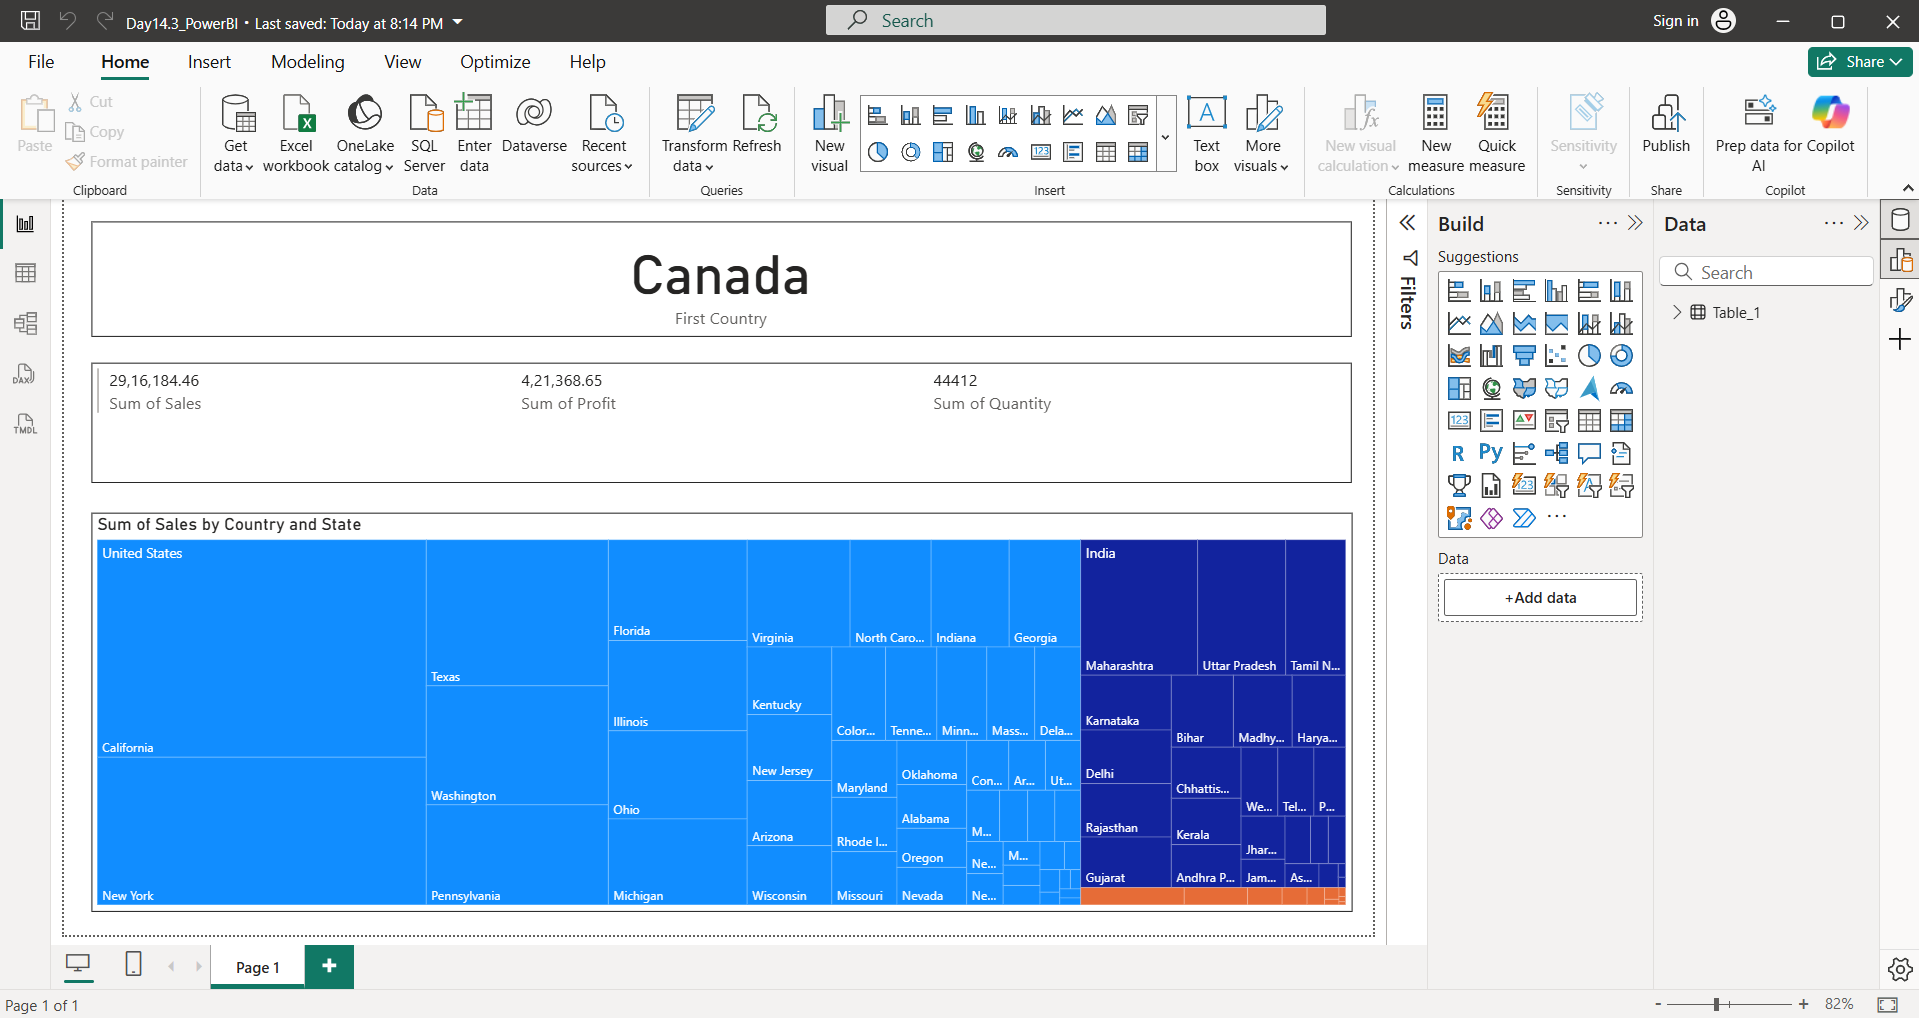 Day14.3_PowerBI • Last saved: Today at 8:14 PM
Search
Sign in
File
Home
Insert
Modeling
View
Optimize
Help
Share
Paste
Cut
Copy
Format painter
Clipboard
Get data
Excel workbook
OneLake catalog
SQL Server
Enter data
Dataverse
Recent sources
Data
Transform data
Refresh
Queries
New visual
Text box
More visuals
Insert
New visual calculation
New measure
Quick measure
Calculations
Sensitivity
Sensitivity
Publish
Share
Prep data for AI
Copilot
Copilot
DAX
TMDL
Canada
First Country
29,16,184.46
Sum of Sales
4,21,368.65
Sum of Profit
44412
Sum of Quantity
Sum of Sales by Country and State
United States
California
New York
Texas
Washington
Pennsylvania
Florida
Illinois
Ohio
Michigan
Virginia
North Caro...
Indiana
Georgia
Kentucky
New Jersey
Arizona
Wisconsin
Color...
Tenne...
Minn...
Mass...
Dela...
Maryland
Rhode I...
Missouri
Oklahoma
Alabama
Oregon
Nevada
Con...
Ar...
Ut...
M...
Ne...
M...
Ne...
India
Maharashtra
Uttar Pradesh
Tamil N...
Karnataka
Delhi
Rajasthan
Gujarat
Bihar
Madhy...
Harya...
Chhattis...
Kerala
Andhra P...
We...
Tel...
P...
Jhar...
Jam...
As...
Filters
Build
Suggestions
123
R
Py
123
Data
+Add data
Data
Search
Table_1
Page 1
Page 1 of 1
82%